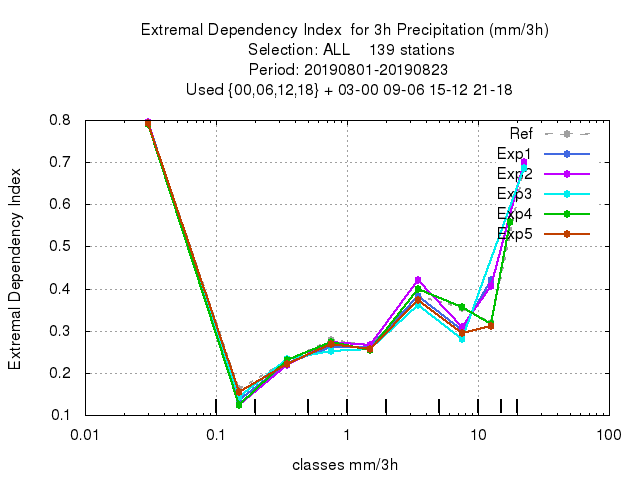 Extremal Dependency Index  for 3h Precipitation (mm/3h)
Selection: ALL    139 stations
Period: 20190801-20190823
Used {00,06,12,18} + 03-00 09-06 15-12 21-18
Extremal Dependency Index
0.8
0.7
0.6
0.5
0.4
0.3
0.2
0.1
Ref
Exp1
Exp2
Exp3
Exp4
Exp5
0.01
0.1
1
10
100
classes mm/3h